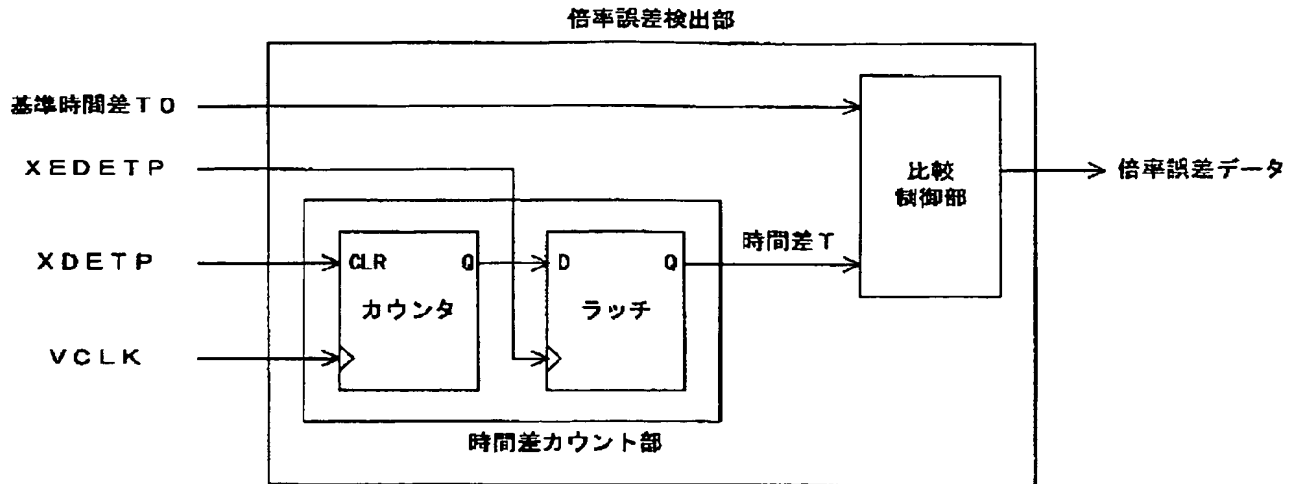 倍率誤差検出部
基準時間差T0
XEDETP
XDETP
VCLK
CLR Q
カウンタ
D Q
ラッチ
時間差T
比較
制御部
倍率誤差データ
時間差カウント部